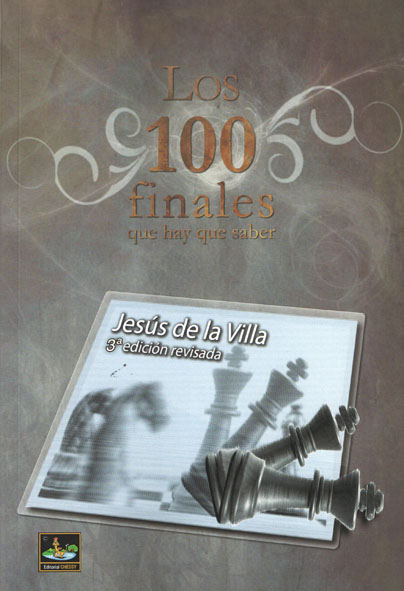 Los
100
finales
que hay que saber
Jesús de la Villa
3ª edición revisada
Editorial CHESSY